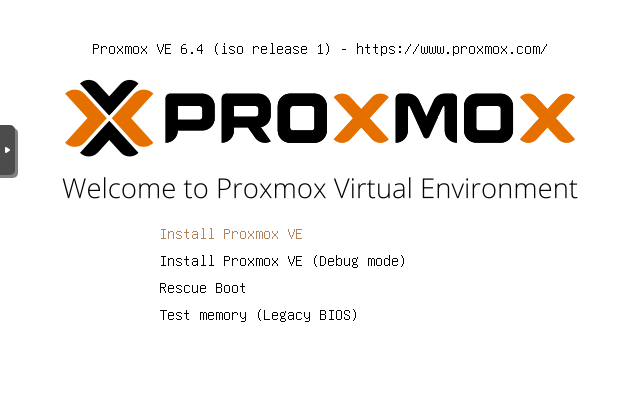 Proxmox VE 6.4 (iso release 1) - https://www.proxmox.com/
PROXMOX
Welcome to Proxmox Virtual Environment
Install Proxmox VE
Install Proxmox VE (Debug mode)
Rescue Boot
Test memory (Legacy BIOS)